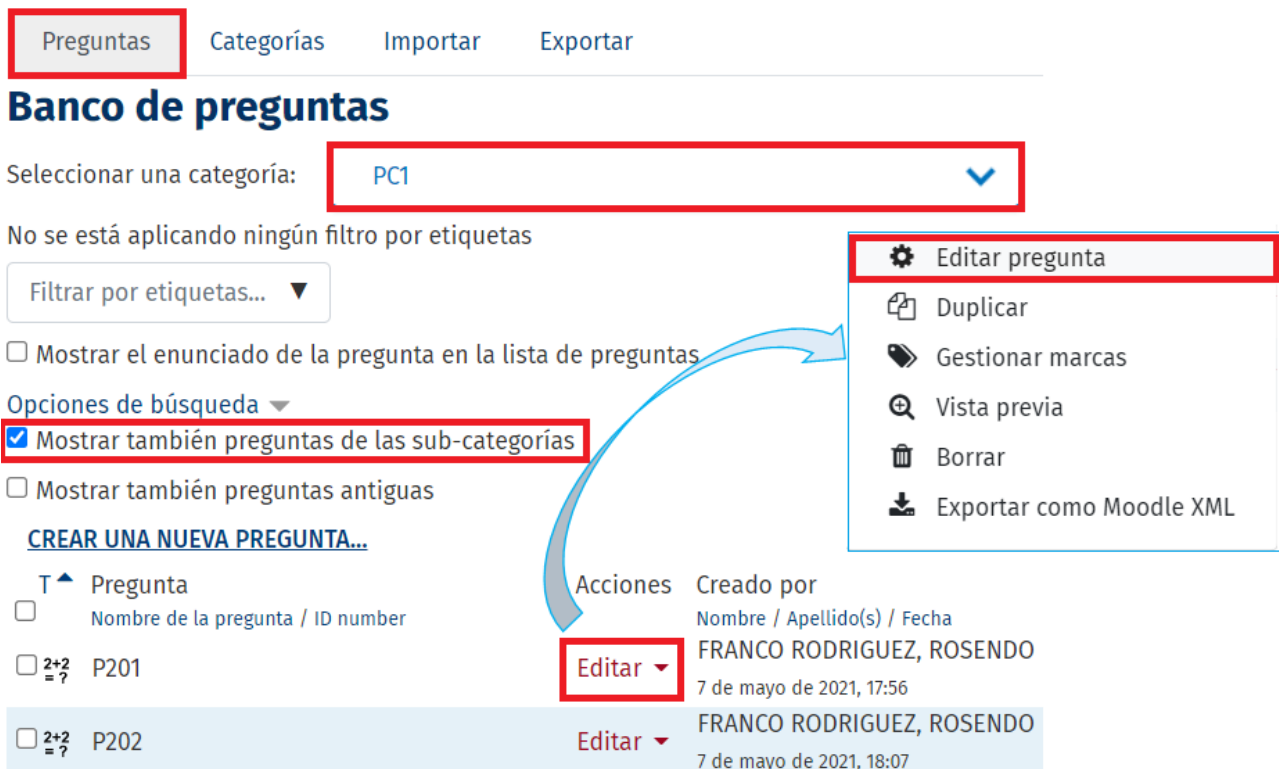 Preguntas Categorías Importar Exportar
Banco de preguntas
Seleccionar una categoría: PC1
No se está aplicando ningún filtro por etiquetas
Filtrar por etiquetas... ▼
Mostrar el enunciado de la pregunta en la lista de preguntas
Opciones de búsqueda
Mostrar también preguntas de las sub-categorías
Mostrar también preguntas antiguas
CREAR UNA NUEVA PREGUNTA...
T Pregunta Acciones Creado por
Nombre de la pregunta / ID number Nombre / Apellido(s) / Fecha
2+2
= ?
P201 Editar FRANCO RODRIGUEZ, ROSENDO
7 de mayo de 2021, 17:56
2+2
= ?
P202 Editar FRANCO RODRIGUEZ, ROSENDO
7 de mayo de 2021, 18:07
Editar pregunta
Duplicar
Gestionar marcas
Vista previa
Borrar
Exportar como Moodle XML